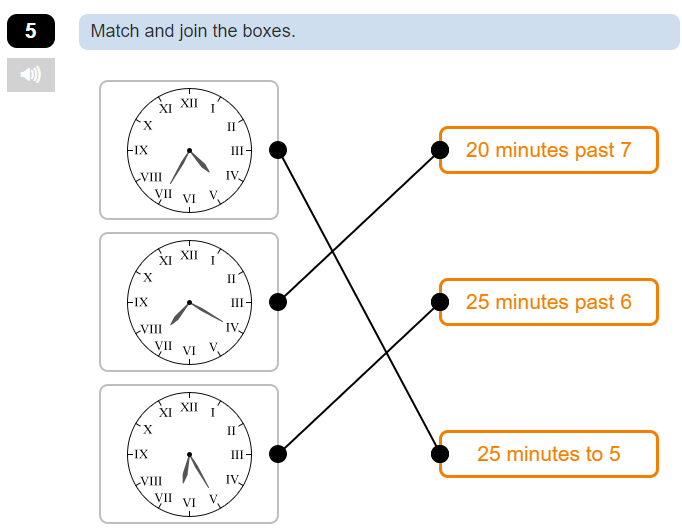 5
Match and join the boxes.
XII
XI I
X II
IX III
VIII IV
VII V
VI
20 minutes past 7
XII
XI I
X II
IX III
VIII IV
VII V
VI
25 minutes past 6
XII
XI I
X II
IX III
VIII IV
VII V
VI
25 minutes to 5